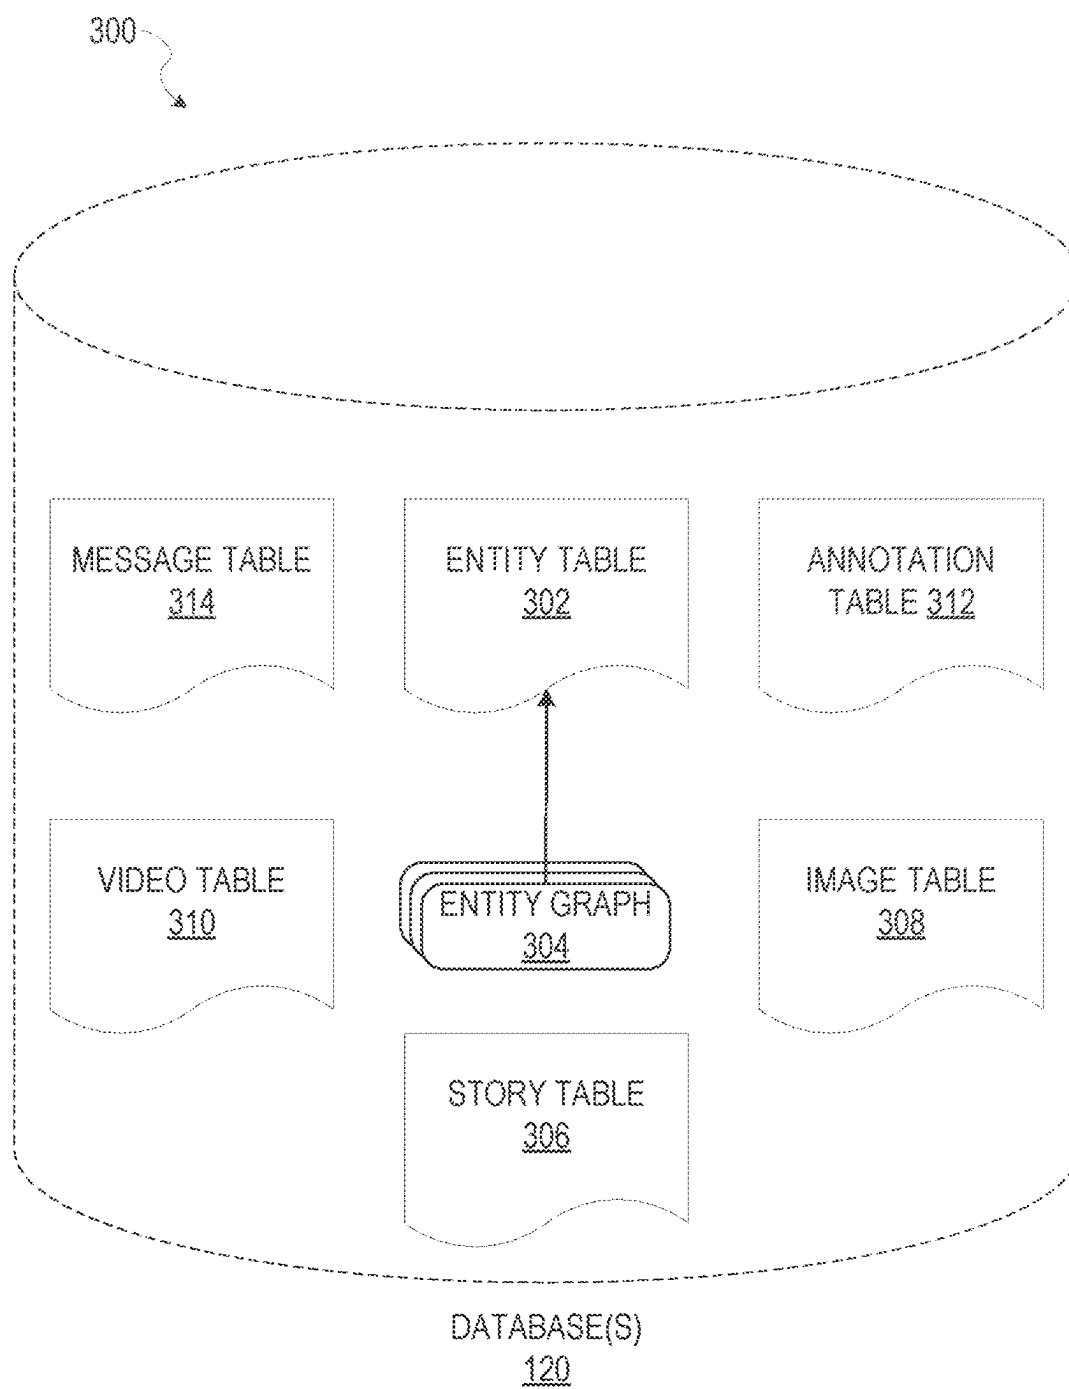 300
MESSAGE TABLE
314
ENTITY TABLE
302
ANNOTATION
TABLE 312
VIDEO TABLE
310
ENTITY GRAPH
304
IMAGE TABLE
308
STORY TABLE
306
DATABASE(S)
120